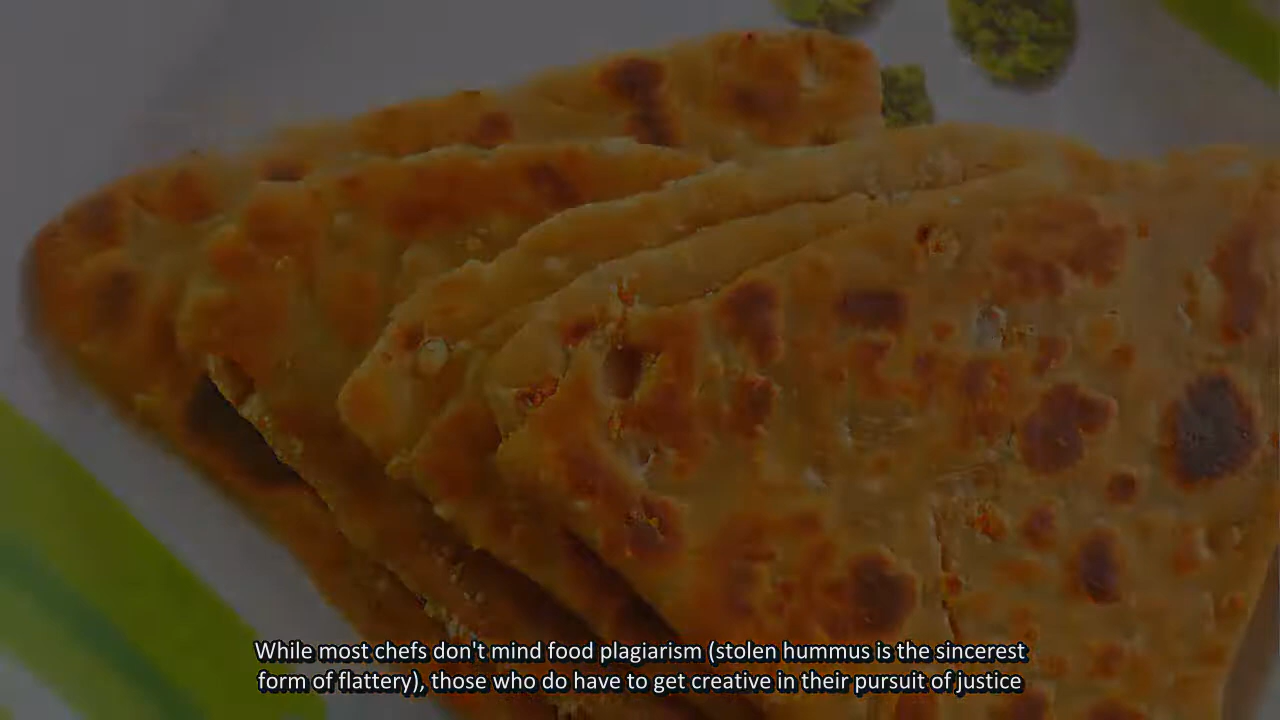 While most chefs don't mind food plagiarism (stolen hummus is the sincerest
form of flattery), those who do have to get creative in their pursuit of justice